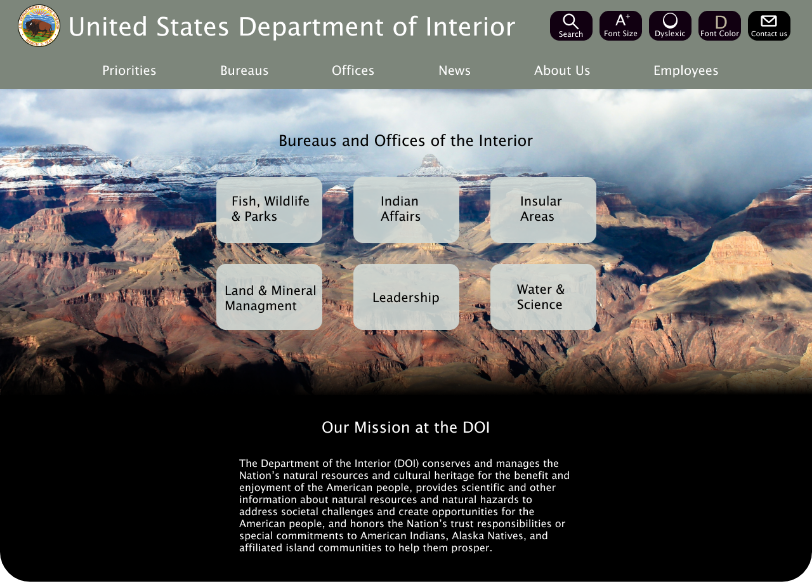 United States Department of Interior
Search
A+
Font Size
Dyslexic
D
Font Color
Contact us
Priorities
Bureaus
Offices
News
About Us
Employees
Bureaus and Offices of the Interior
Fish, Wildlife
& Parks
Indian
Affairs
Insular
Areas
Land & Mineral
Managment
Leadership
Water &
Science
Our Mission at the DOI
The Department of the Interior (DOI) conserves and manages the
Nation's natural resources and cultural heritage for the benefit and
enjoyment of the American people, provides scientific and other
information about natural resources and natural hazards to
address societal challenges and create opportunities for the
American people, and honors the Nation's trust responsibilities or
special commitments to American Indians, Alaska Natives, and
affiliated island communities to help them prosper.